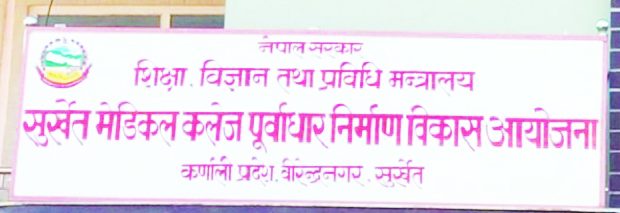 नेपाल सरकार
शिक्षा, विज्ञान तथा प्रविधि मन्त्रालय
सुर्खेत मेडिकल कलेज पूर्वाधार निर्माण विकास आयोजना
कर्णाली प्रदेश, वीरेन्द्रनगर, सुर्खेत